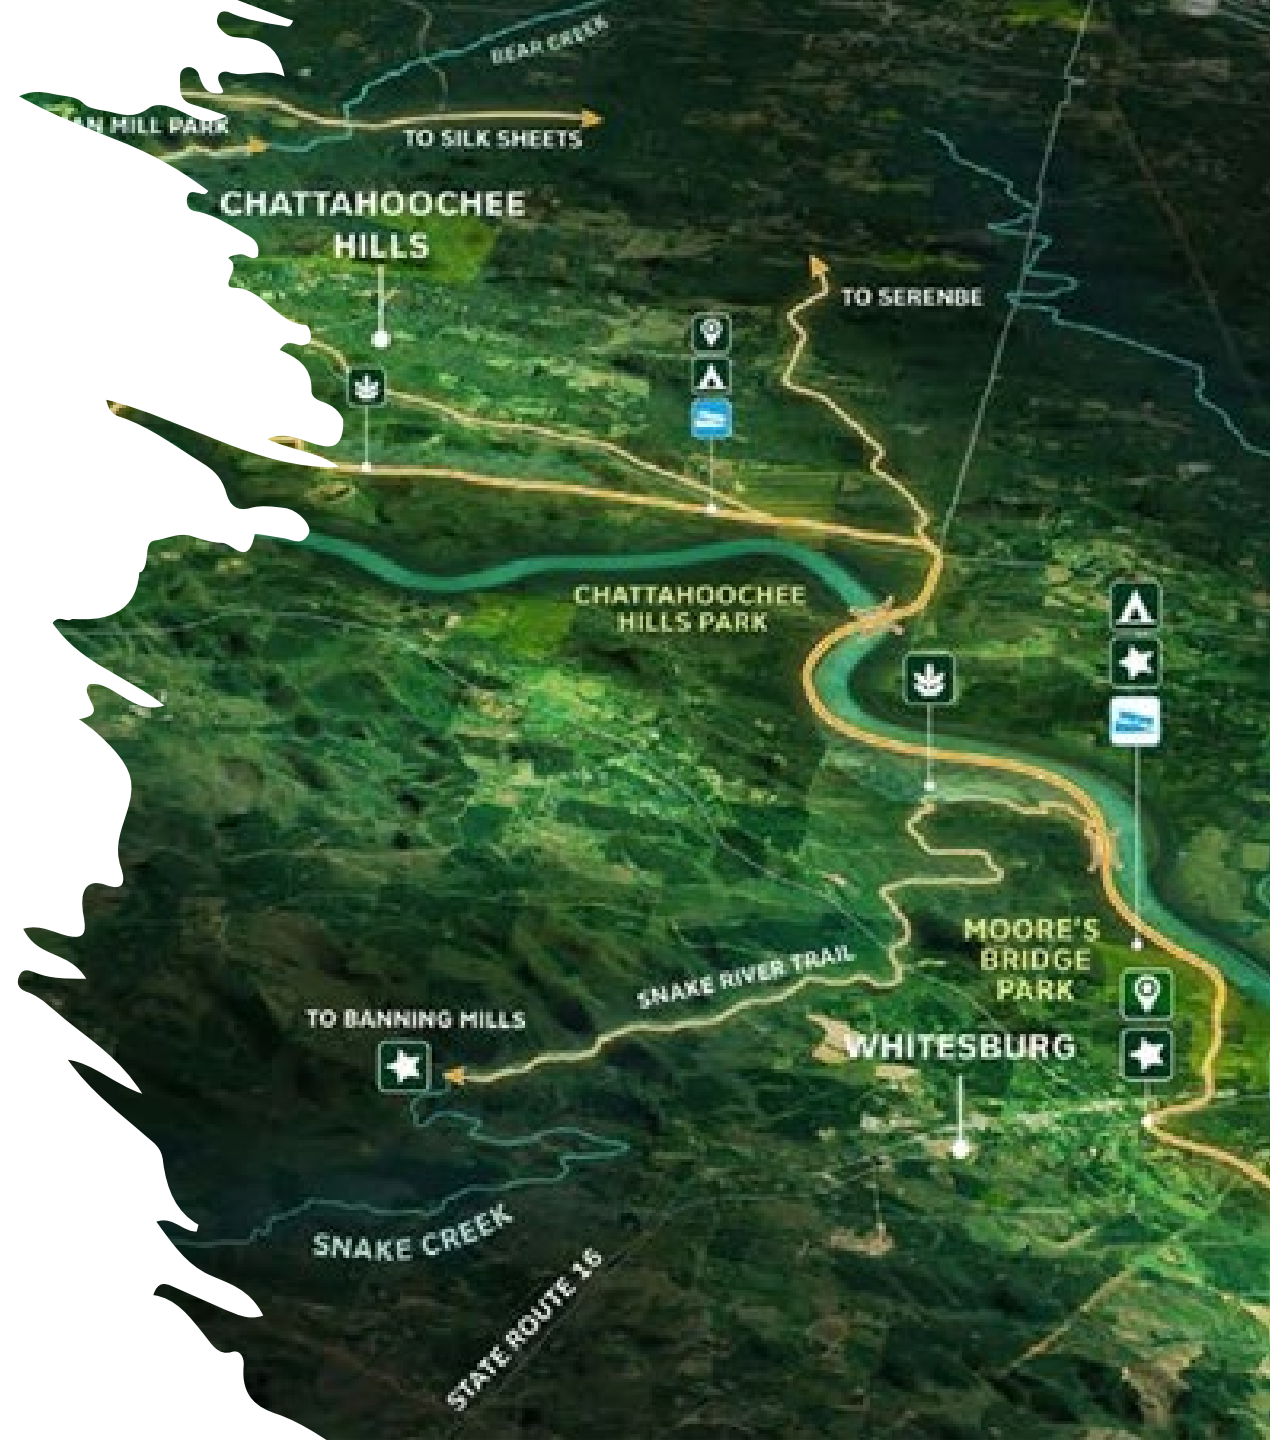 BEAR CREEK
AN MILL PARK
TO SILK SHEETS
CHATTAHOOCHEE
HILLS
TO SERENBE
CHATTAHOOCHEE
HILLS PARK
MOORE'S
BRIDGE
PARK
SNAKE RIVER TRAIL
TO BANNING MILLS
WHITESBURG
SNAKE CREEK
STATE ROUTE 16